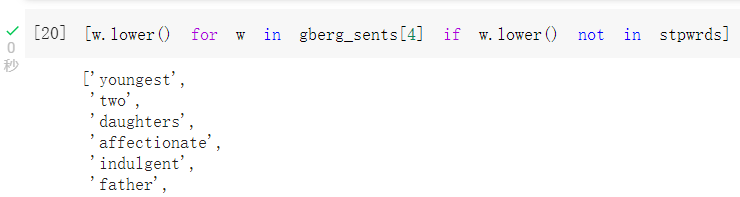 [20] [w.lower() for w in gberg_sents[4] if w.lower() not in stpwrds]
0
秒
['youngest',
'two',
'daughters',
'affectionate',
'indulgent',
'father',